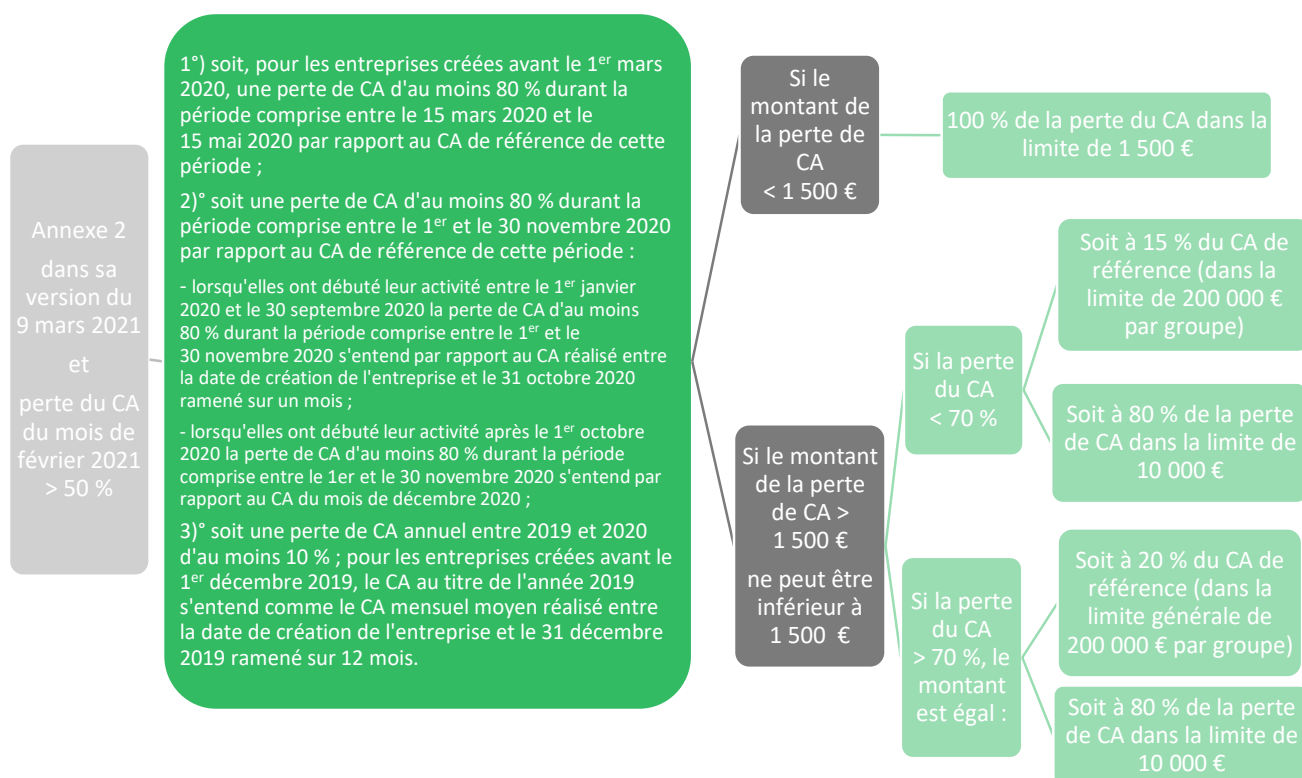 Annexe 2
dans sa
version du
9 mars 2021
et
perte du CA
du mois de
février 2021
> 50 %
1°) soit, pour les entreprises créées avant le 1er mars
2020, une perte de CA d'au moins 80 % durant la
période comprise entre le 15 mars 2020 et le
15 mai 2020 par rapport au CA de référence de cette
période ;
2)° soit une perte de CA d'au moins 80 % durant la
période comprise entre le 1er et le 30 novembre 2020
par rapport au CA de référence de cette période :
- lorsqu'elles ont débuté leur activité entre le 1er janvier
2020 et le 30 septembre 2020 la perte de CA d'au moins
80 % durant la période comprise entre le 1er et le
30 novembre 2020 s'entend par rapport au CA réalisé entre
la date de création de l'entreprise et le 31 octobre 2020
ramené sur un mois ;
- lorsqu'elles ont débuté leur activité après le 1er octobre
2020 la perte de CA d'au moins 80 % durant la période
comprise entre le 1er et le 30 novembre 2020 s'entend par
rapport au CA du mois de décembre 2020 ;
3)° soit une perte de CA annuel entre 2019 et 2020
d'au moins 10 % ; pour les entreprises créées avant le
1er décembre 2019, le CA au titre de l'année 2019
s'entend comme le CA mensuel moyen réalisé entre
la date de création de l'entreprise et le 31 décembre
2019 ramené sur 12 mois.
Si le
montant de
la perte de
CA
< 1 500 €
100 % de la perte du CA dans la
limite de 1 500 €
Si le montant
de la perte
de CA >
1 500 €
ne peut être
inférieur à
1 500 €
Si la perte
du CA
< 70 %
Soit à 15 % du CA de
référence (dans la
limite de 200 000 €
par groupe)
Soit à 80 % de la perte
de CA dans la limite de
10 000 €
Si la perte
du CA
> 70 %, le
montant
est égal :
Soit à 20 % du CA de
référence (dans la
limite générale de
200 000 € par groupe)
Soit à 80 % de la perte
de CA dans la limite de
10 000 €